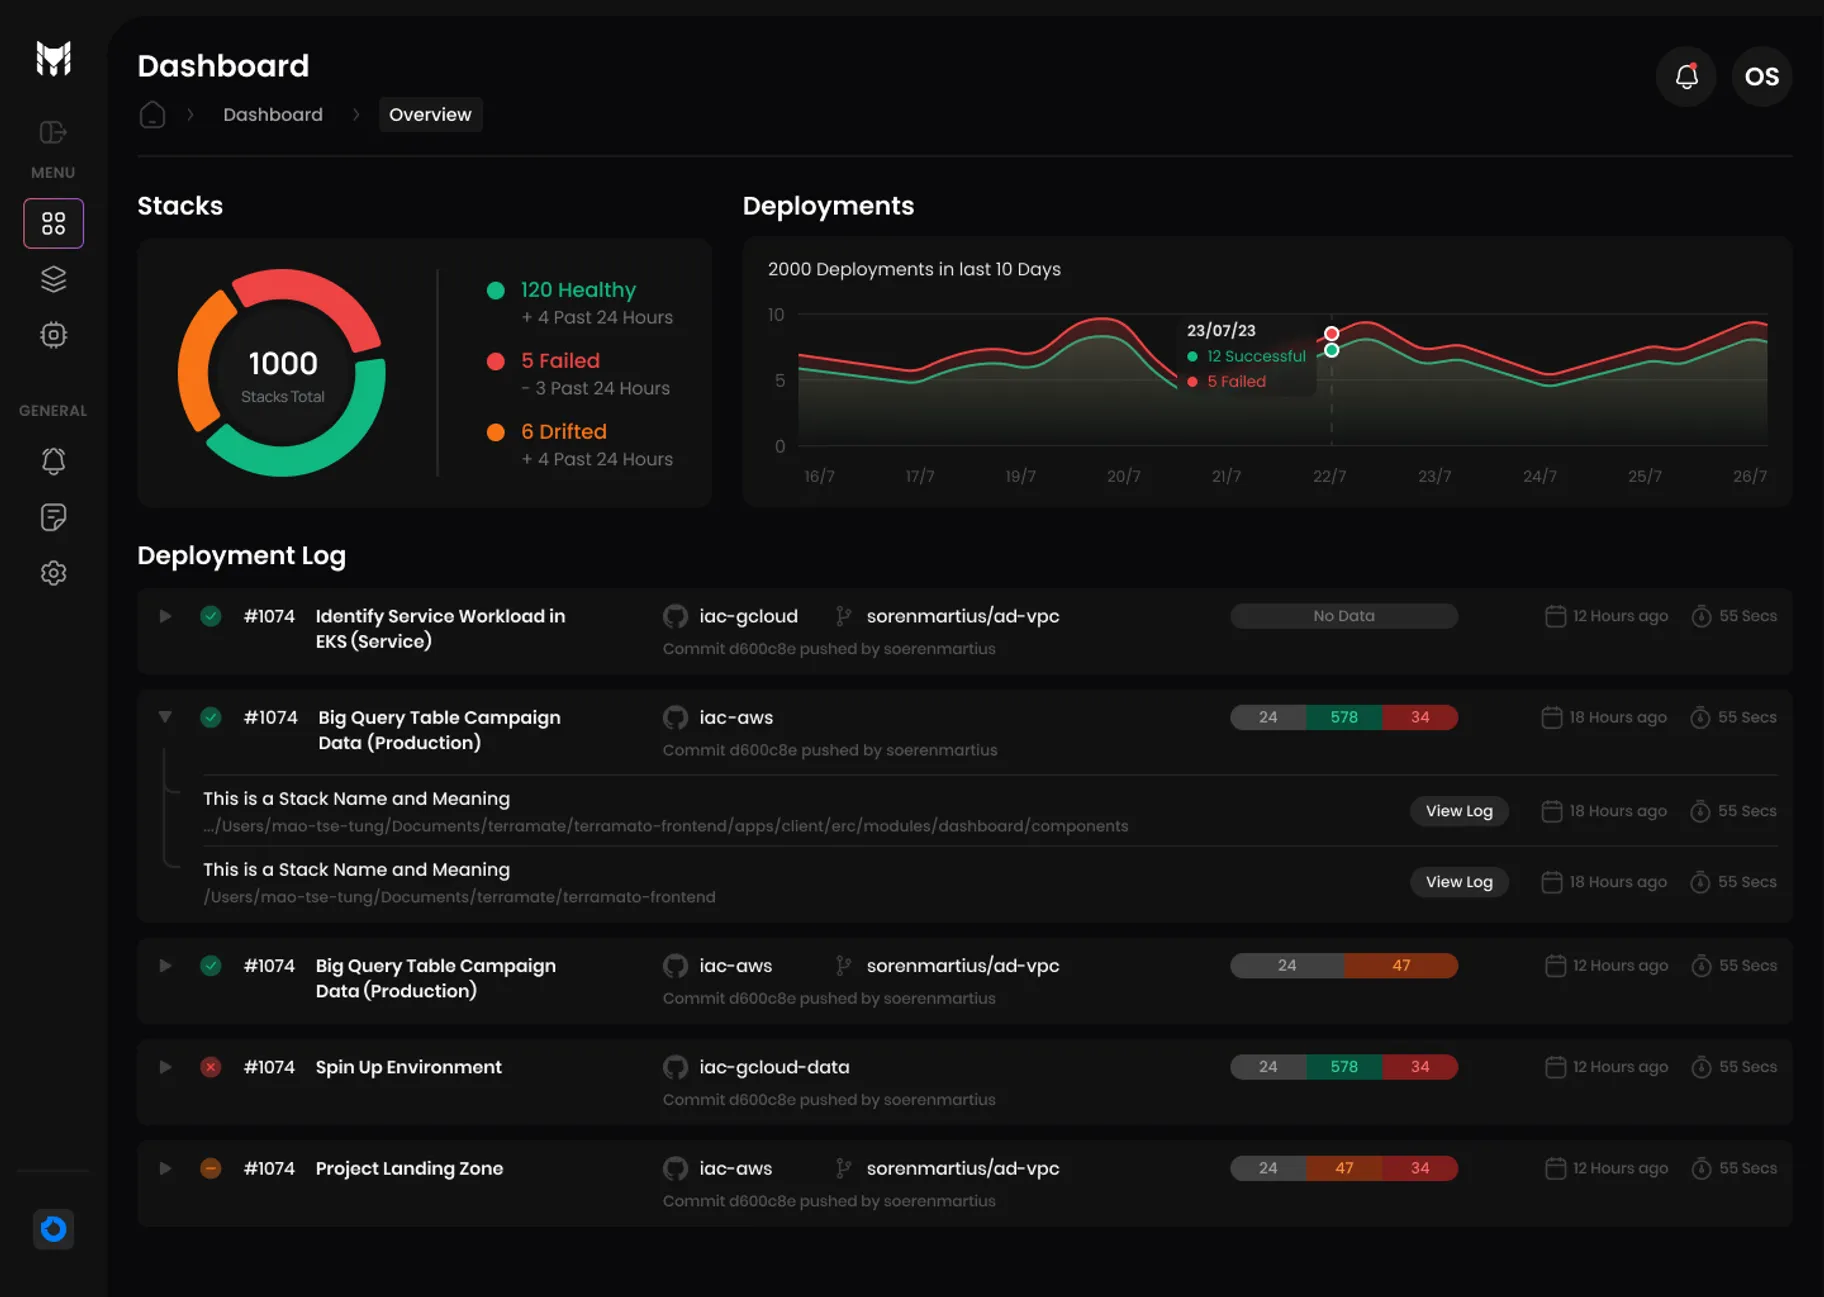 Dashboard
OS
Dashboard
Overview
MENU
GENERAL
Stacks
1000
Stacks Total
120 Healthy
+ 4 Past 24 Hours
5 Failed
- 3 Past 24 Hours
6 Drifted
+ 4 Past 24 Hours
Deployments
2000 Deployments in last 10 Days
10
5
0
23/07/23
12 Successful
5 Failed
16/7 17/7 19/7 20/7 21/7 22/7 23/7 24/7 25/7 26/7
Deployment Log
#1074 Identify Service Workload in
EKS (Service)
iac-gcloud sorenmartius/ad-vpc
Commit d600c8e pushed by soerenmartius
No Data
12 Hours ago 55 Secs
#1074 Big Query Table Campaign
Data (Production)
iac-aws
Commit d600c8e pushed by soerenmartius
24 578 34
18 Hours ago 55 Secs
This is a Stack Name and Meaning
.../Users/mao-tse-tung/Documents/terramate/terramato-frontend/apps/client/erc/modules/dashboard/components
View Log 18 Hours ago 55 Secs
This is a Stack Name and Meaning
/Users/mao-tse-tung/Documents/terramate/terramato-frontend
View Log 18 Hours ago 55 Secs
#1074 Big Query Table Campaign
Data (Production)
iac-aws sorenmartius/ad-vpc
Commit d600c8e pushed by soerenmartius
24 47
12 Hours ago 55 Secs
#1074 Spin Up Environment
iac-gcloud-data
Commit d600c8e pushed by soerenmartius
24 578 34
12 Hours ago 55 Secs
#1074 Project Landing Zone
iac-aws sorenmartius/ad-vpc
Commit d600c8e pushed by soerenmartius
24 47 34
12 Hours ago 55 Secs